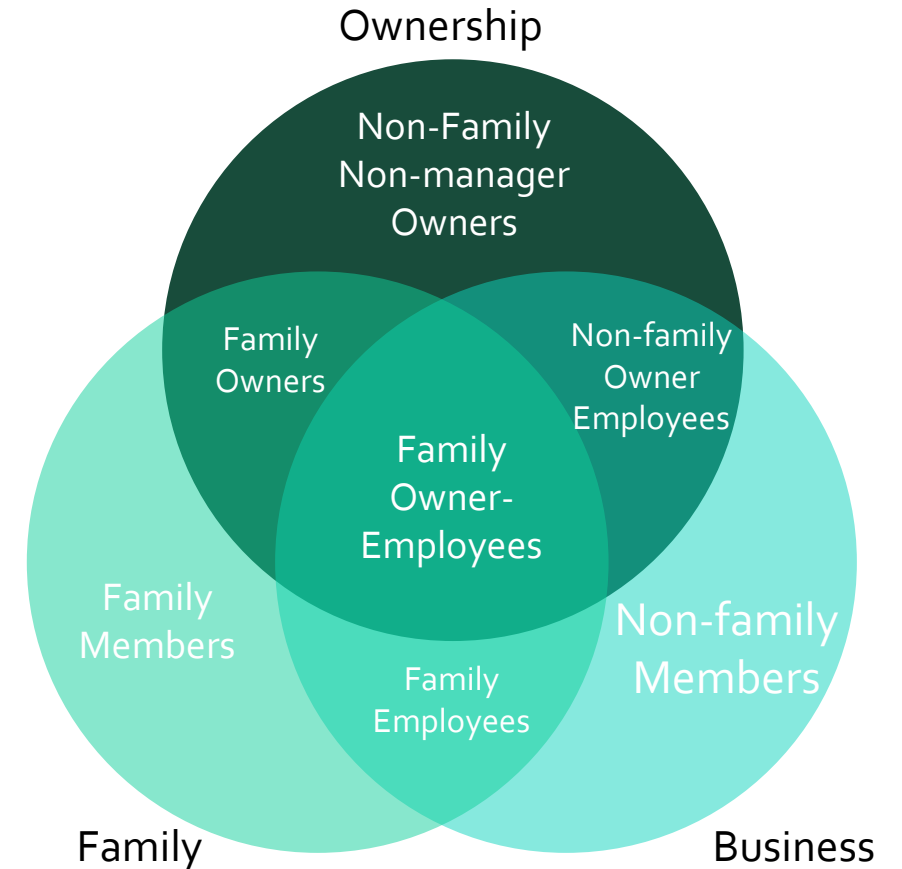 Ownership
Non-Family
Non-manager
Owners
Family
Owners
Non-family
Owner
Employees
Family
Owner-
Employees
Family
Members
Non-family
Members
Family
Employees
Family
Business